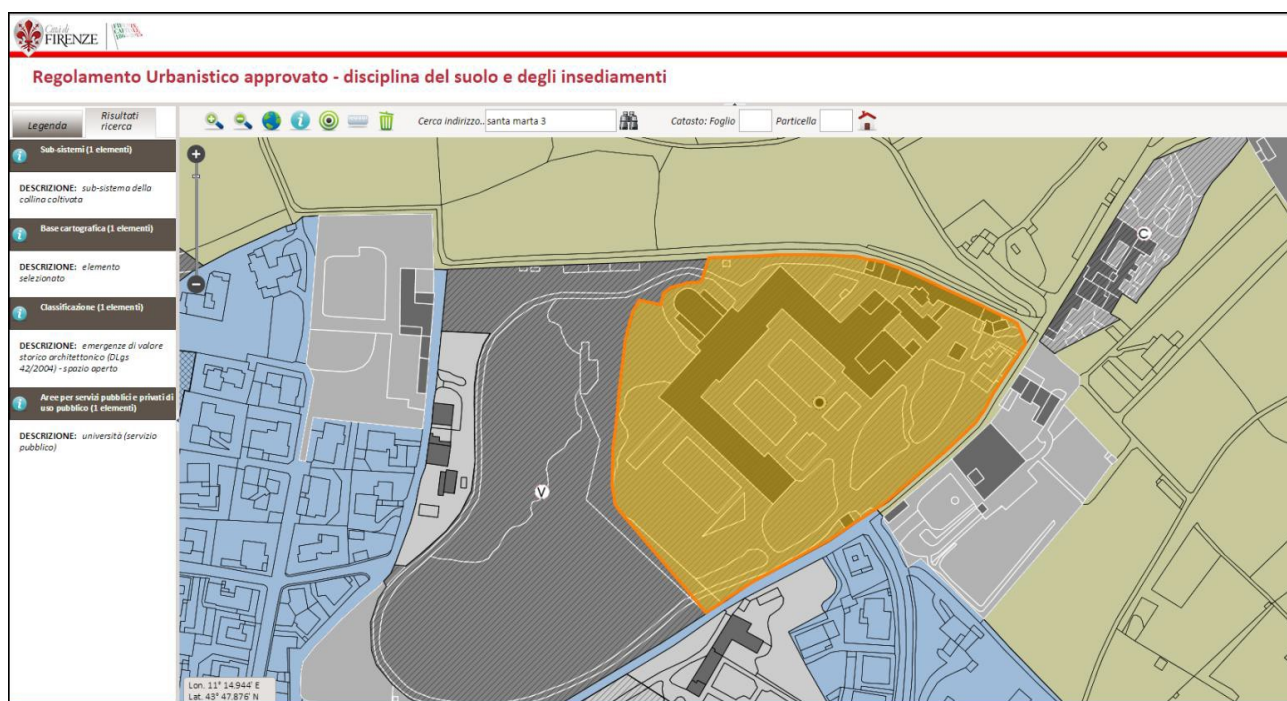 Città di
FIRENZE
Regolamento Urbanistico approvato - disciplina del suolo e degli insediamenti
Legenda
Risultati
ricerca
Cerca indirizzo..
santa marta 3
Catasto: Foglio
Particella
Sub-sistemi (1 elementi)
DESCRIZIONE: sub-sistema della
collina coltivata
Base cartografica (1 elementi)
DESCRIZIONE: elemento
selezionato
Classificazione (1 elementi)
DESCRIZIONE: emergenze di valore
storico architettonico (DLgs
42/2004) - spazio aperto
Aree per servizi pubblici e privati di
uso pubblico (1 elementi)
DESCRIZIONE: università (servizio
pubblico)
C
V
Lon. 11° 14.944' E
Lat. 43° 47.876' N